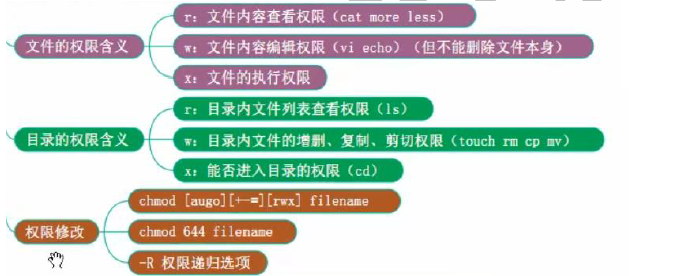 文件的权限含义
r：文件内容查看权限（cat more less）
w：文件内容编辑权限（vi echo）（但不能删除文件本身）
x：文件的执行权限
目录的权限含义
r：目录内文件列表查看权限（ls）
w：目录内文件的增删、复制、剪切权限（touch rm cp mv）
x：能否进入目录的权限（cd）
权限修改
chmod [augo][+-=][rwx] filename
chmod 644 filename
-R 权限递归选项